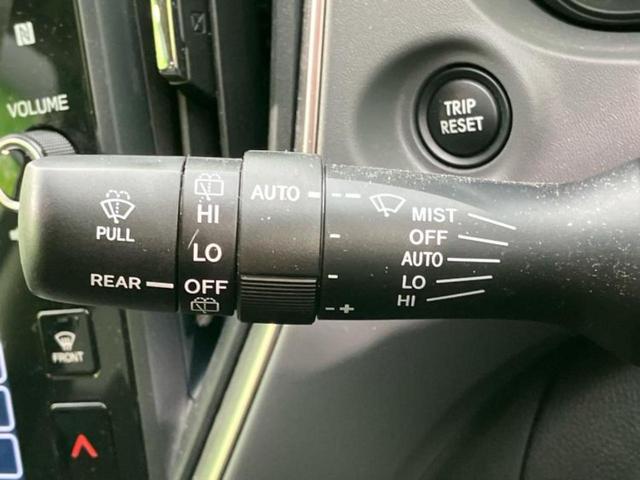 N
VOLUME
TRIP
RESET
PULL
REAR
HI
LO
OFF
AUTO
- +
MIST
OFF
AUTO
LO
HI
FRONT